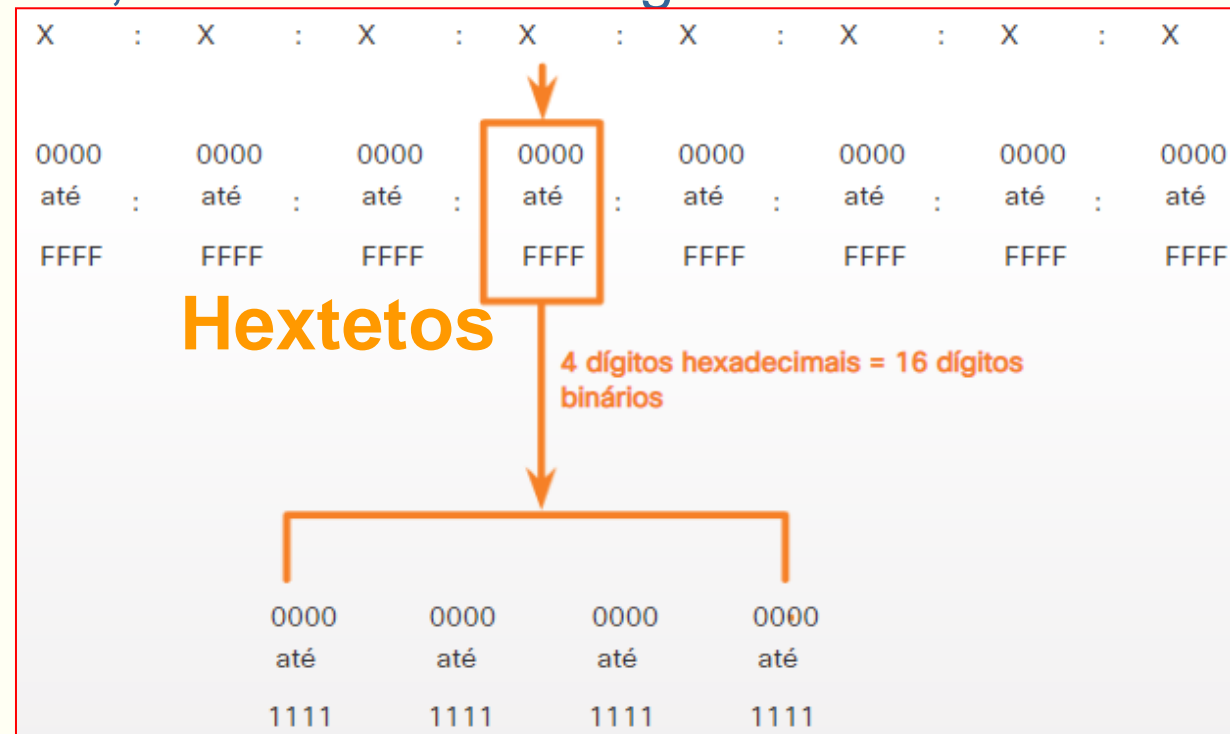 X : X : X : X : X : X : X : X
0000 0000 0000 0000 0000 0000 0000 0000
até : até : até : até : até : até : até : até
FFFF FFFF FFFF FFFF FFFF FFFF FFFF FFFF
Hextetos
4 dígitos hexadecimais = 16 dígitos
binários
0000 0000 0000 0000
até até até até
1111 1111 1111 1111